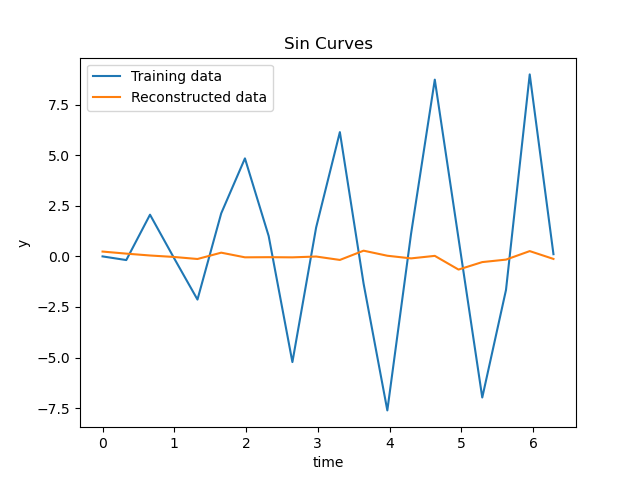 Sin Curves
Training data
Reconstructed data
y
7.5
5.0
2.5
0.0
−2.5
−5.0
−7.5
0 1 2 3 4 5 6
time